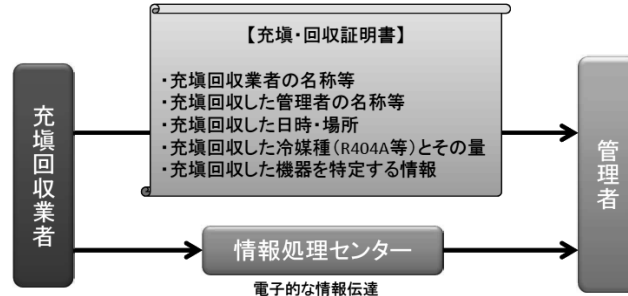 【充塡・回収証明書】
・充塡回収業者の名称等
・充塡回収した管理者の名称等
・充塡回収した日時・場所
・充塡回収した冷媒種(R404A等)とその量
・充塡回収した機器を特定する情報
充塡回収業者
管理者
情報処理センター
電子的な情報伝達